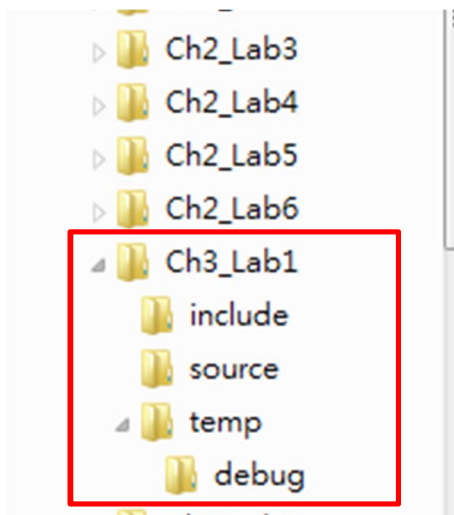 Ch2_Lab3
Ch2_Lab4
Ch2_Lab5
Ch2_Lab6
Ch3_Lab1
include
source
temp
debug